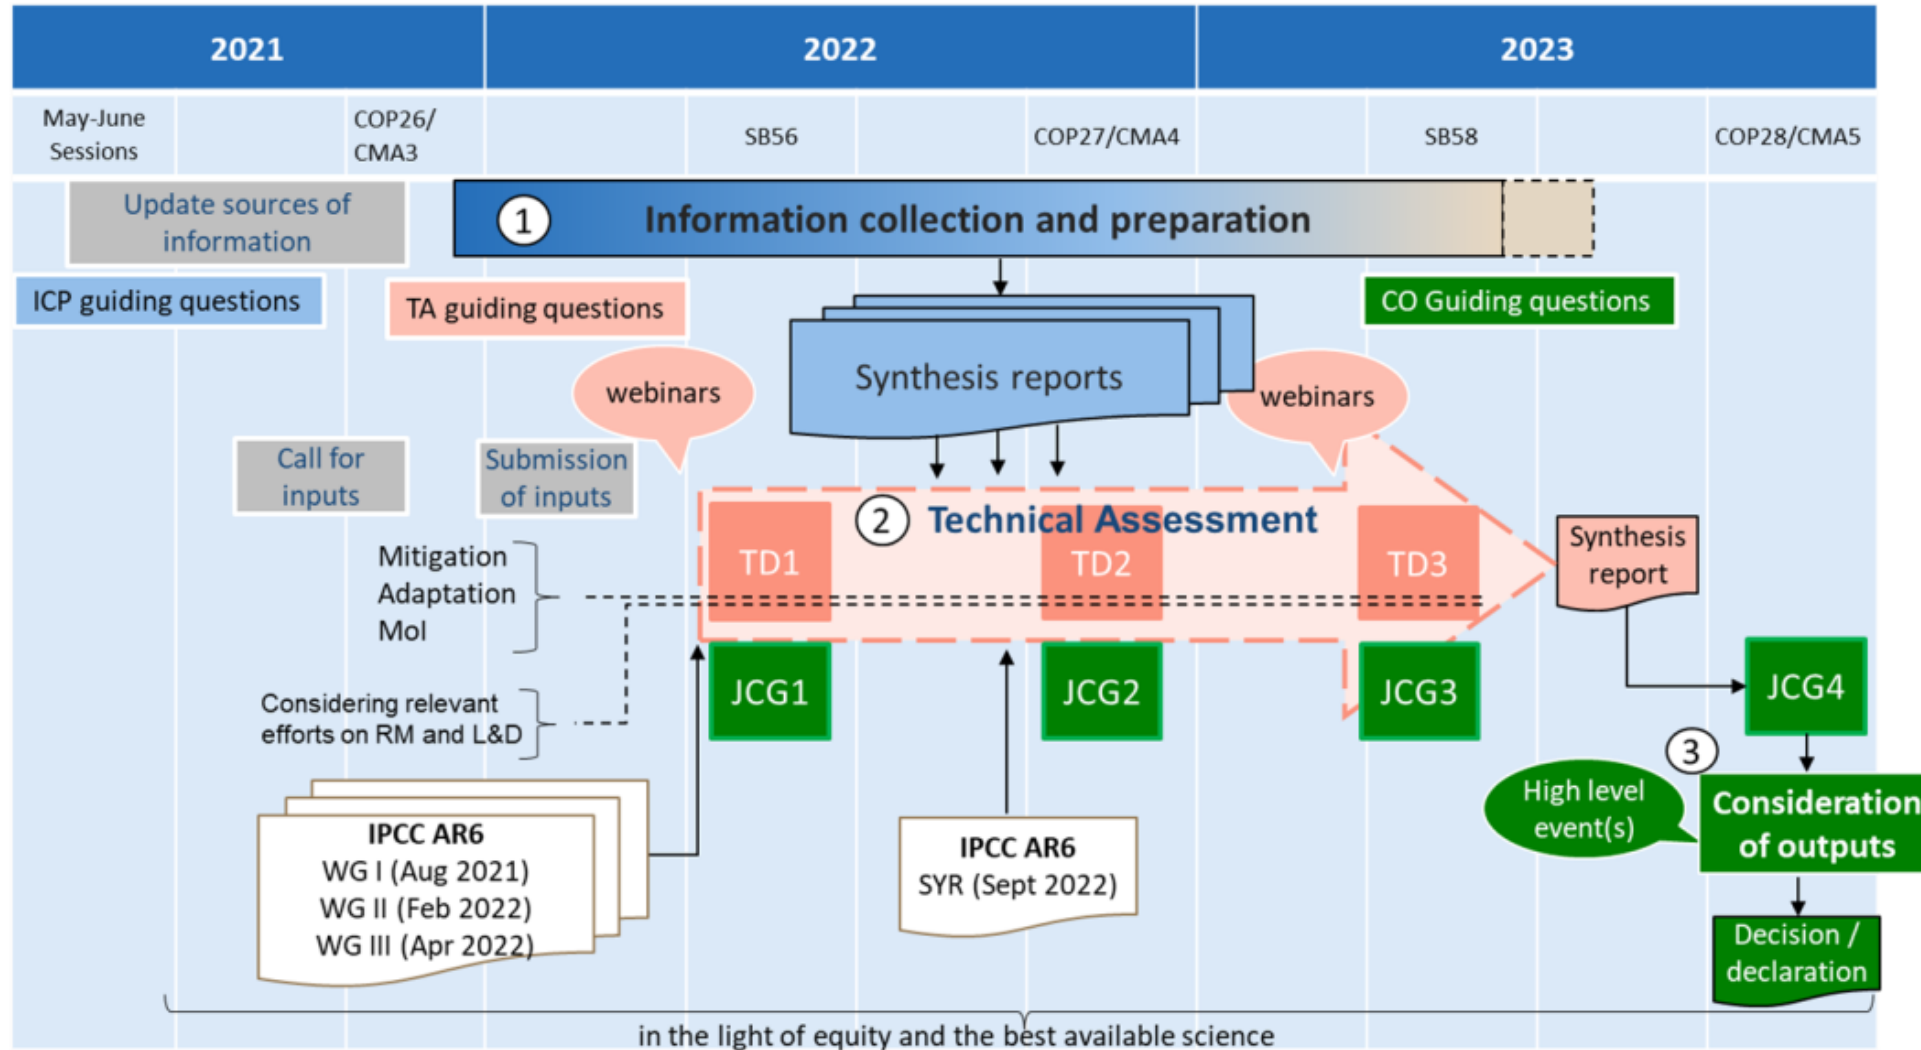 2021
2022
2023
May-June
Sessions
COP26/
CMA3
SB56
COP27/CMA4
SB58
COP28/CMA5
Update sources of
information
1
Information collection and preparation
ICP guiding questions
TA guiding questions
CO Guiding questions
webinars
Synthesis reports
webinars
Call for
inputs
Submission
of inputs
2
Technical Assessment
TD1
TD2
TD3
Synthesis
report
Mitigation
Adaptation
MoI
JCG1
JCG2
JCG3
JCG4
Considering relevant
efforts on RM and L&D
3
High level
event(s)
Consideration
of outputs
IPCC AR6
WG I (Aug 2021)
WG II (Feb 2022)
WG III (Apr 2022)
IPCC AR6
SYR (Sept 2022)
Decision /
declaration
in the light of equity and the best available science